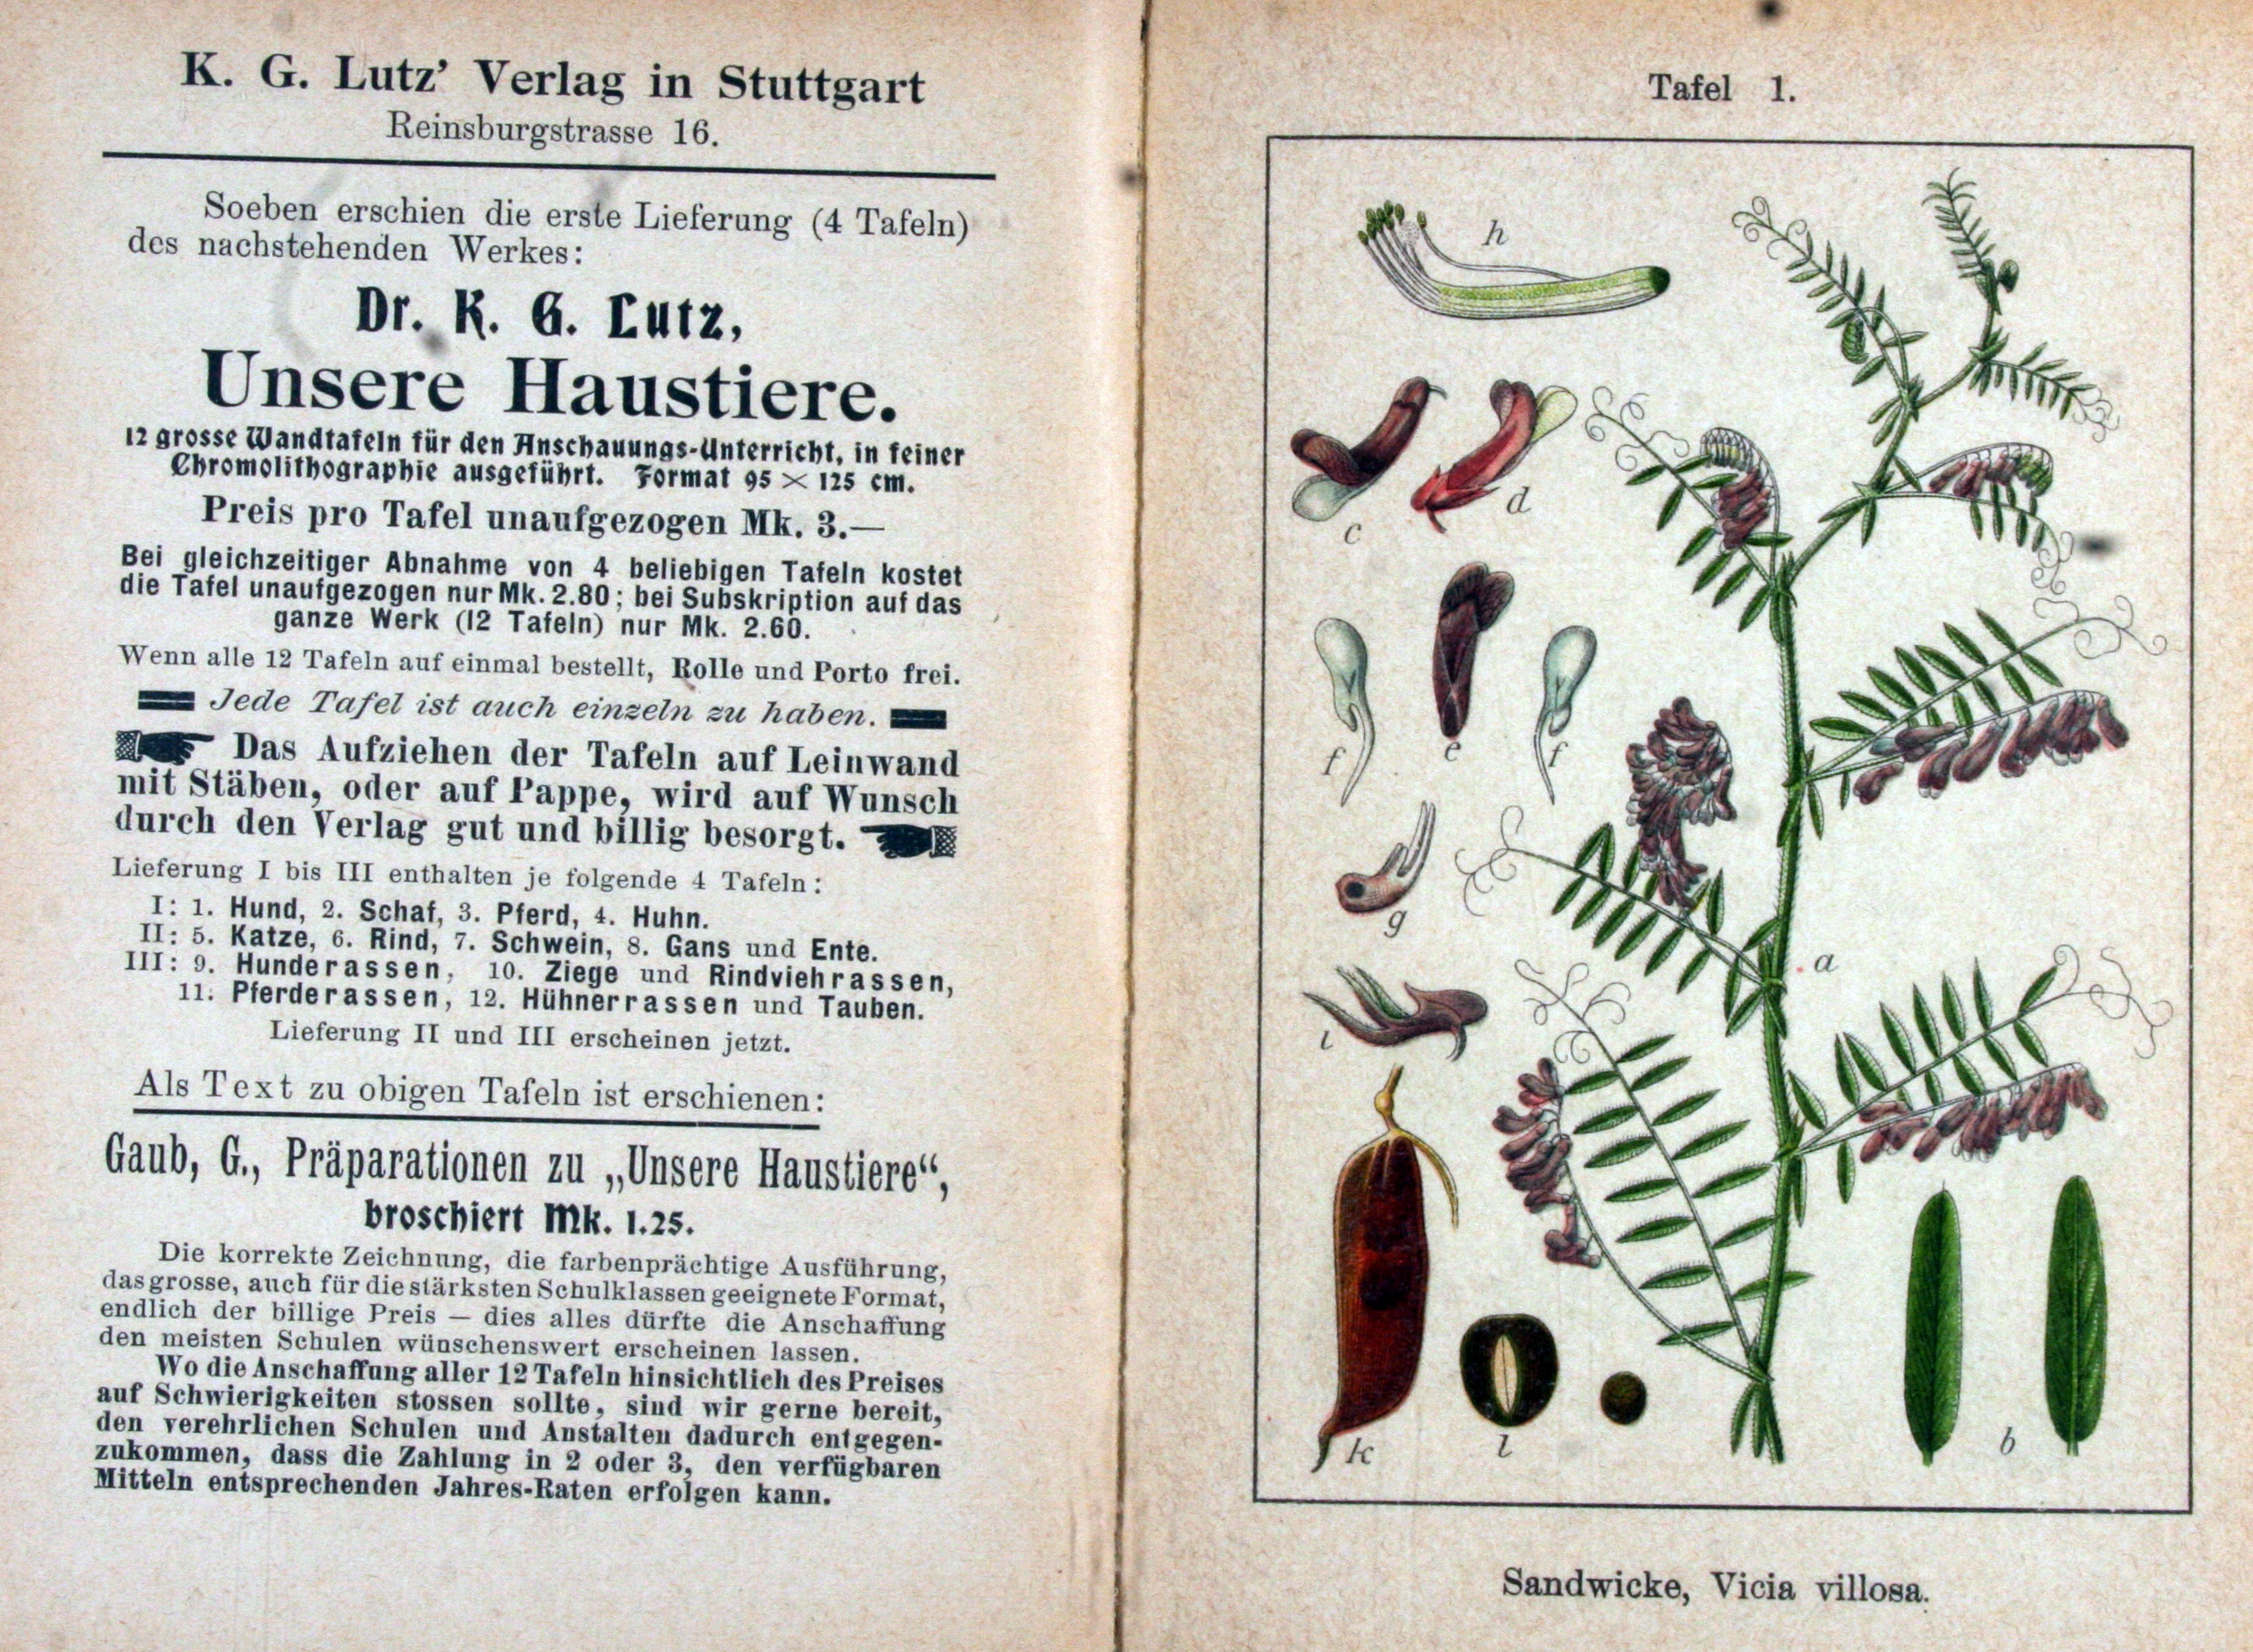 K. G. Lutz’ Verlag in Stuttgart
Reinsburgstrasse 16.
Soeben erschien die erste Lieferung (4 Tafeln)
des nachstehenden Werkes:
Dr. K. G. Lutz,
Unsere Haustiere.
12 grosse Wandtafeln für den Anschauungs-Unterricht, in feiner
Chromolithographie ausgeführt. Format 95 × 125 cm.
Preis pro Tafel unaufgezogen Mk. 3.—
Bei gleichzeitiger Abnahme von 4 beliebigen Tafeln kostet
die Tafel unaufgezogen nur Mk. 2.80; bei Subskription auf das
ganze Werk (12 Tafeln) nur Mk. 2.60.
Wenn alle 12 Tafeln auf einmal bestellt, Rolle und Porto frei.
Jede Tafel ist auch einzeln zu haben.
Das Aufziehen der Tafeln auf Leinwand
mit Stäben, oder auf Pappe, wird auf Wunsch
durch den Verlag gut und billig besorgt.
Lieferung I bis III enthalten je folgende 4 Tafeln:
I: 1. Hund, 2. Schaf, 3. Pferd, 4. Huhn.
II: 5. Katze, 6. Rind, 7. Schwein, 8. Gans und Ente.
III: 9. Hunderassen, 10. Ziege und Rindviehrassen,
11. Pferderassen, 12. Hühnerrassen und Tauben.
Lieferung II und III erscheinen jetzt.
Als Text zu obigen Tafeln ist erschienen:
Gaub, G., Präparationen zu „Unsere Haustiere“,
broschiert Mk. 1.25.
Die korrekte Zeichnung, die farbenprächtige Ausführung,
das grosse, auch für die stärksten Schulklassen geeignete Format,
endlich der billige Preis — dies alles dürfte die Anschaffung
den meisten Schulen wünschenswert erscheinen lassen.
Wo die Anschaffung aller 12 Tafeln hinsichtlich des Preises
auf Schwierigkeiten stossen sollte, sind wir gerne bereit,
den verehrlichen Schulen und Anstalten dadurch entgegen-
zukommen, dass die Zahlung in 2 oder 3, den verfügbaren
Mitteln entsprechenden Jahres-Raten erfolgen kann.
Tafel 1.
h
c
d
f
e
f
g
a
i
k
l
b
Sandwicke, Vicia villosa.